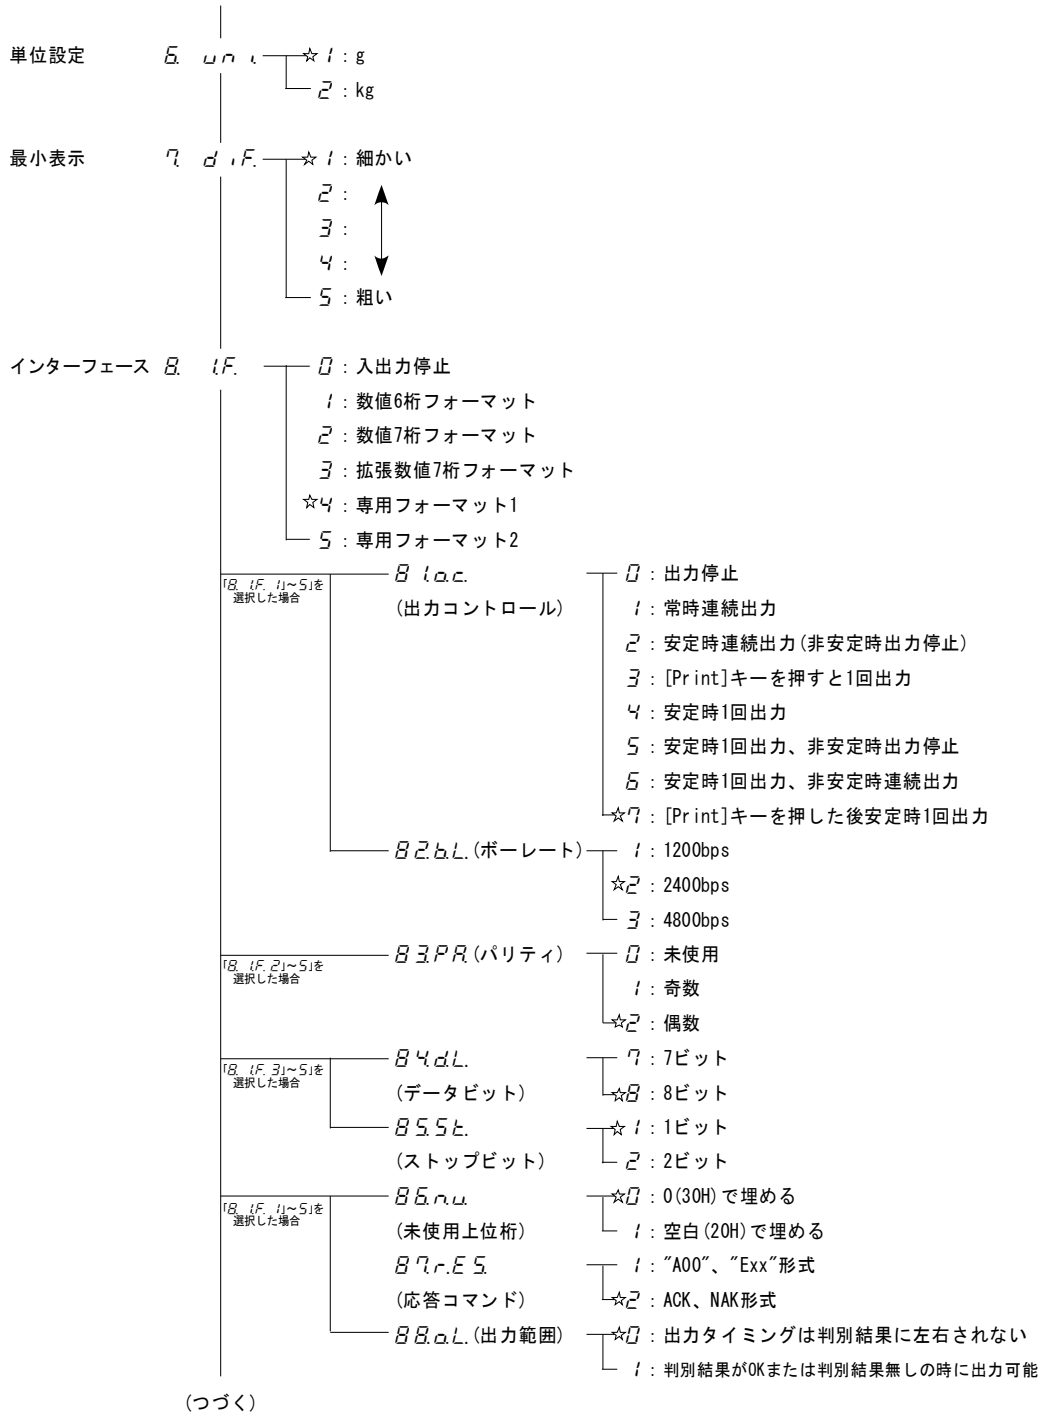 単位設定 6. uni. ☆1 : g
2 : kg
最小表示 7. diF. ☆1 : 細かい
2 :
3 :
4 :
5 : 粗い
インターフェース 8. 1.F. 0 : 入出力停止
1 : 数値6桁フォーマット
2 : 数値7桁フォーマット
3 : 拡張数値7桁フォーマット
☆4 : 専用フォーマット1
5 : 専用フォーマット2
「8. 1.F. 1」~5」を
選択した場合
81.o.c. 0 : 出力停止
(出力コントロール) 1 : 常時連続出力
2 : 安定時連続出力(非安定時出力停止)
3 : [Print]キーを押すと1回出力
4 : 安定時1回出力
5 : 安定時1回出力、非安定時出力停止
6 : 安定時1回出力、非安定時連続出力
☆7 : [Print]キーを押した後安定時1回出力
82.b.L. (ボーレート) 1 : 1200bps
☆2 : 2400bps
3 : 4800bps
「8. 1.F. 2」~5」を
選択した場合
83.P.A. (パリティ) 0 : 未使用
1 : 奇数
☆2 : 偶数
「8. 1.F. 3」~5」を
選択した場合
84.d.L. 7 : 7ビット
(データビット) ☆8 : 8ビット
85.S.t. ☆1 : 1ビット
(ストップビット) 2 : 2ビット
「8. 1.F. 1」~5」を
選択した場合
86.n.u. ☆0 : 0(30H)で埋める
(未使用上位桁) 1 : 空白(20H)で埋める
87.r.E.S. 1 : "A00"、"Exx"形式
(応答コマンド) ☆2 : ACK、NAK形式
88.o.L. (出力範囲) ☆0 : 出力タイミングは判別結果に左右されない
1 : 判別結果がOKまたは判別結果無しの時に出力可能
(つづく)